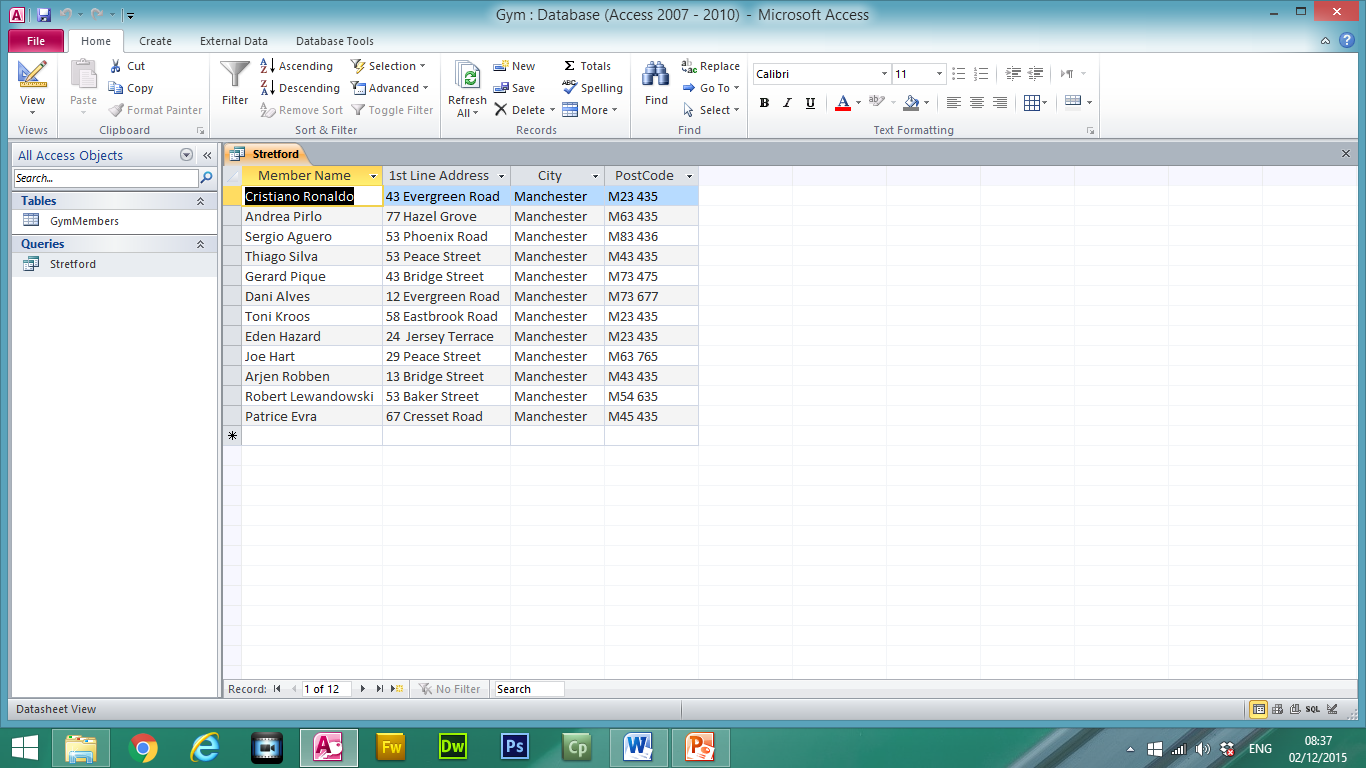 Gym : Database (Access 2007 - 2010) - Microsoft Access
File Home Create External Data Database Tools
View
Views
Paste
Cut
Copy
Format Painter
Clipboard
Filter
Ascending
Descending
Remove Sort
Selection
Advanced
Toggle Filter
Sort & Filter
Refresh
All
New
Save
Delete
Totals
Spelling
More
Records
Find
Replace
Go To
Select
Find
Calibri 11
B I U A
Text Formatting
All Access Objects
Search...
Tables
GymMembers
Queries
Stretford
Stretford
Member Name 1st Line Address City PostCode
Cristiano Ronaldo 43 Evergreen Road Manchester M23 435
Andrea Pirlo 77 Hazel Grove Manchester M63 435
Sergio Aguero 53 Phoenix Road Manchester M83 436
Thiago Silva 53 Peace Street Manchester M43 435
Gerard Pique 43 Bridge Street Manchester M73 475
Dani Alves 12 Evergreen Road Manchester M73 677
Toni Kroos 58 Eastbrook Road Manchester M23 435
Eden Hazard 24  Jersey Terrace Manchester M23 435
Joe Hart 29 Peace Street Manchester M63 765
Arjen Robben 13 Bridge Street Manchester M43 435
Robert Lewandowski 53 Baker Street Manchester M54 635
Patrice Evra 67 Cresset Road Manchester M45 435
Record: 1 of 12 No Filter Search
Datasheet View SQL
A Fw Dw Ps Cp W P ENG 08:37
02/12/2015